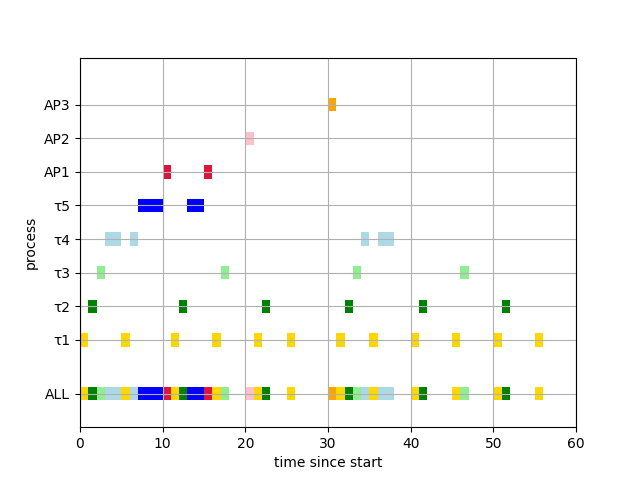 AP3
AP2
AP1
τ5
τ4
τ3
τ2
τ1
ALL
process
0 10 20 30 40 50 60
time since start